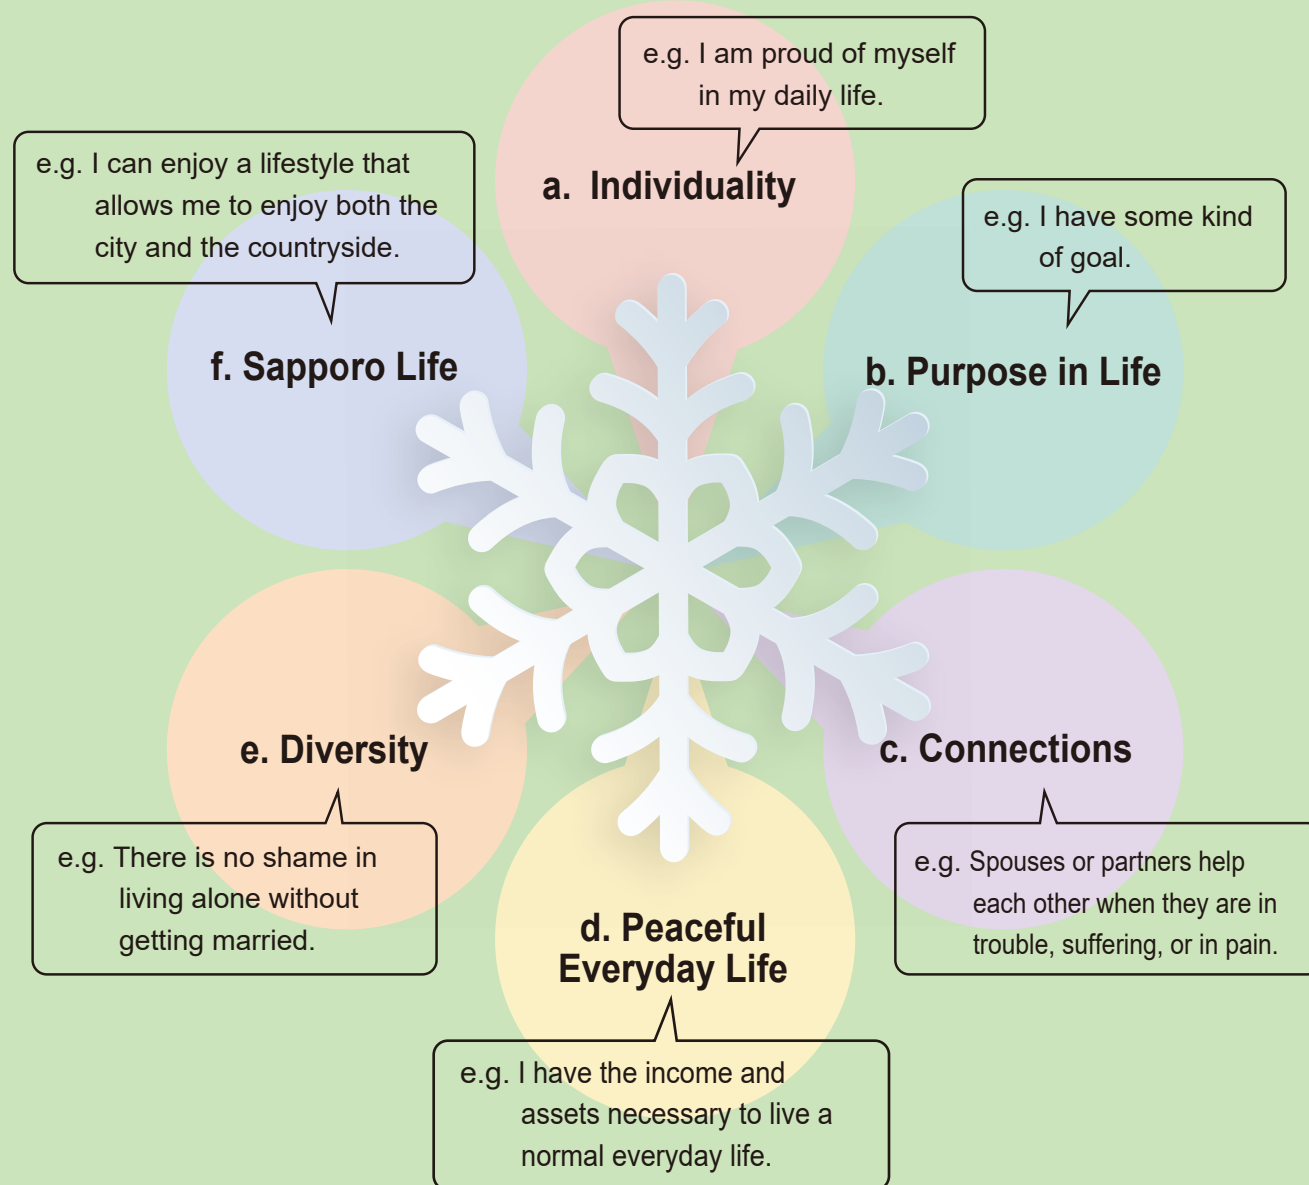 e.g. I am proud of myself
in my daily life.
a. Individuality
e.g. I have some kind
of goal.
b. Purpose in Life
e.g. Spouses or partners help
each other when they are in
trouble, suffering, or in pain.
c. Connections
d. Peaceful
Everyday Life
e.g. I have the income and
assets necessary to live a
normal everyday life.
e. Diversity
e.g. There is no shame in
living alone without
getting married.
e.g. I can enjoy a lifestyle that
allows me to enjoy both the
city and the countryside.
f. Sapporo Life